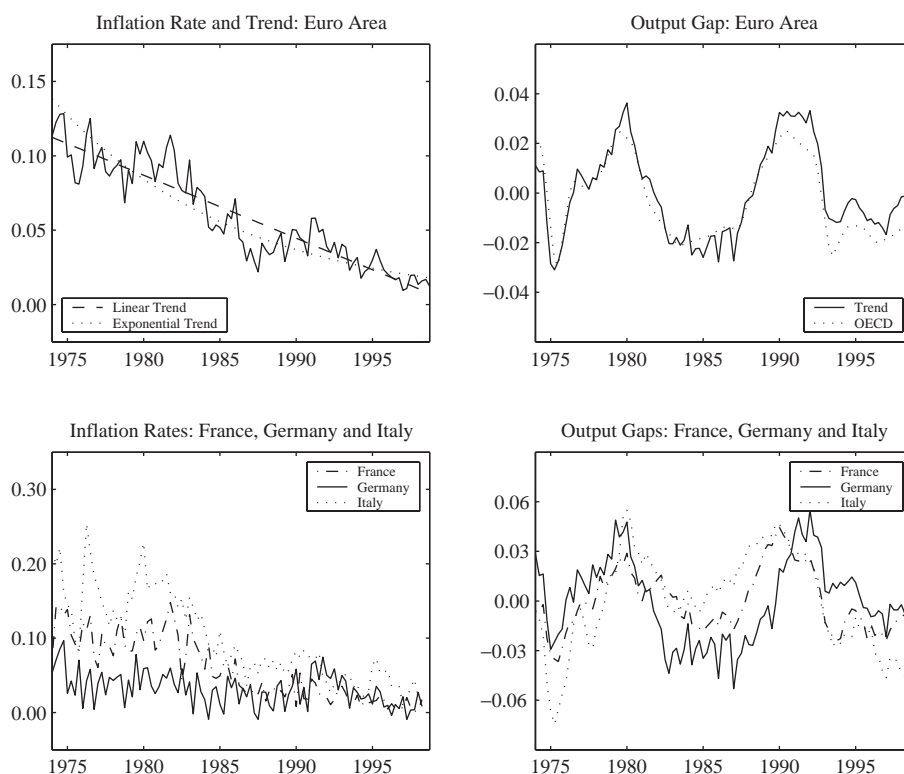 Inflation Rate and Trend: Euro Area
0.15
0.10
0.05
0.00
Linear Trend
Exponential Trend
1975 1980 1985 1990 1995
Output Gap: Euro Area
0.04
0.02
0.00
−0.02
−0.04
Trend
OECD
1975 1980 1985 1990 1995
Inflation Rates: France, Germany and Italy
0.30
0.20
0.10
0.00
France
Germany
Italy
1975 1980 1985 1990 1995
Output Gaps: France, Germany and Italy
0.06
0.03
0.00
−0.03
−0.06
France
Germany
Italy
1975 1980 1985 1990 1995